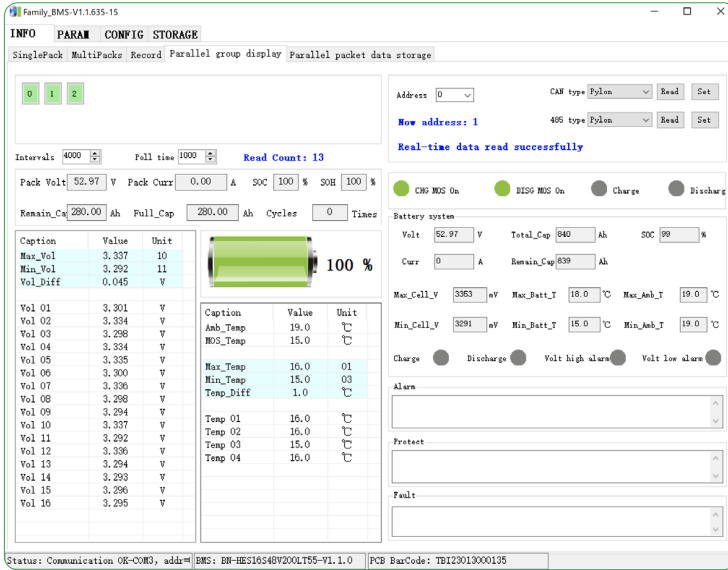 Family_BMS-V1.1.635-15
INFO PARAM CONFIG STORAGE
SinglePack MultiPacks Record Parallel group display Parallel packet data storage
0 1 2
Intervals 4000 Poll time 1000 Read Count: 13
Pack Volt 52.97 V Pack Curr 0.00 A SOC 100 % SOH 100 %
Remain_Ca 280.00 Ah Full_Cap 280.00 Ah Cycles 0 Times
Caption Value Unit
Max_Vol 3.337 10
Min_Vol 3.292 11
Vol_Diff 0.045 V
Vol 01 3.301 V
Vol 02 3.334 V
Vol 03 3.298 V
Vol 04 3.334 V
Vol 05 3.335 V
Vol 06 3.300 V
Vol 07 3.336 V
Vol 08 3.298 V
Vol 09 3.294 V
Vol 10 3.337 V
Vol 11 3.292 V
Vol 12 3.336 V
Vol 13 3.294 V
Vol 14 3.293 V
Vol 15 3.296 V
Vol 16 3.295 V
100 %
Caption Value Unit
Amb_Temp 19.0 ℃
MOS_Temp 15.0 ℃
Max_Temp 16.0 01
Min_Temp 15.0 03
Temp_Diff 1.0 ℃
Temp 01 16.0 ℃
Temp 02 16.0 ℃
Temp 03 15.0 ℃
Temp 04 16.0 ℃
Address 0 CAN type Pylon Read Set
Now address: 1 485 type Pylon Read Set
Real-time data read successfully
CHG MOS On DISG MOS On Charge Discharg
Battery system
Volt 52.97 V Total_Cap 840 Ah SOC 99 %
Curr 0 A Remain_Cap 839 Ah
Max_Cell_V 3353 mV Max_Batt_T 18.0 ℃ Max_Amb_T 19.0 ℃
Min_Cell_V 3291 mV Min_Batt_T 15.0 ℃ Min_Amb_T 19.0 ℃
Charge Discharge Volt high alarm Volt low alarm
Alarm
Protect
Fault
Status: Communication OK-COM3, addr= BMS: BN-HES16S48V200LT55-V1.1.0 PCB BarCode: TBI23013000135